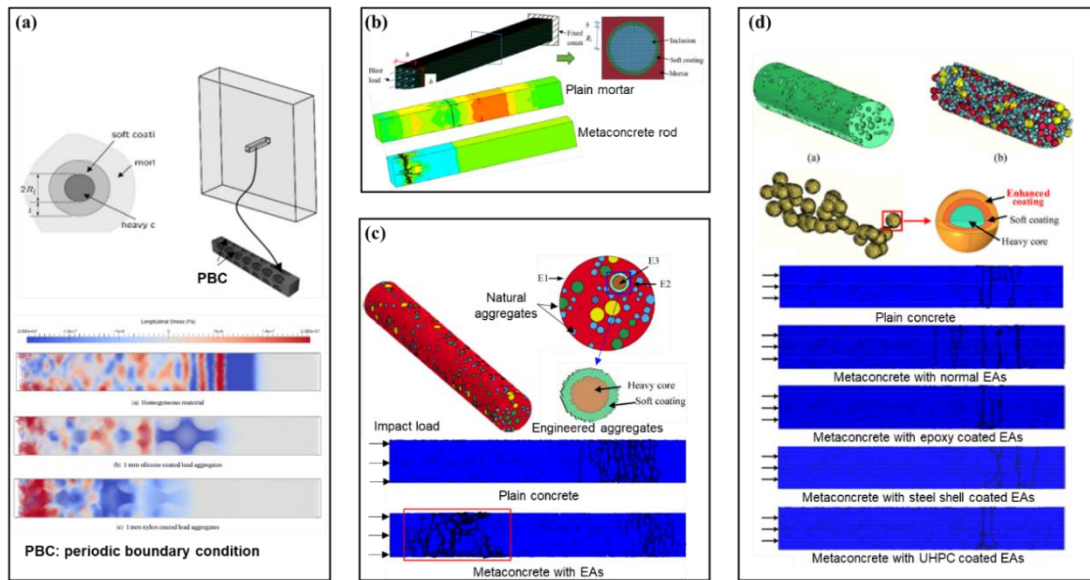 (a)
soft coati
mort
2R
heavy c
PBC
Longitudinal Stress (Pa)
(a) Homogeneous material
(b) 1 mm silicone coated lead aggregates
(c) 1 mm nylon coated lead aggregates
PBC: periodic boundary condition
(b)
Fixed
Blast
load
h
h
Inclusion
Soft coating
Mortar
Plain mortar
Metaconcrete rod
(c)
E1
E3
E2
Natural
aggregates
Heavy core
Soft coating
Impact load
Engineered aggregates
Plain concrete
Metaconcrete with EAs
(d)
(a)
(b)
Enhanced
coating
Soft coating
Heavy core
Plain concrete
Metaconcrete with normal EAs
Metaconcrete with epoxy coated EAs
Metaconcrete with steel shell coated EAs
Metaconcrete with UHPC coated EAs